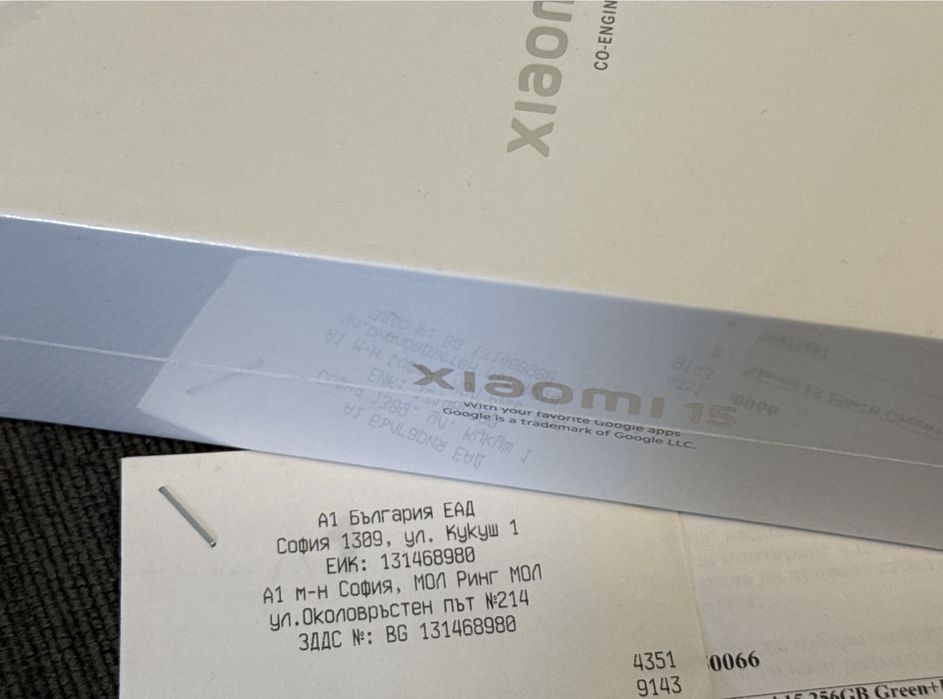 xiaomi
CO-ENGIN
xiaomi 15
With your favorite Google apps
Google is a trademark of Google LLC.
А1 България ЕАД
София 1309, ул. Кукуш 1
ЕИК: 131468980
А1 м-н София, МОЛ Ринг МОЛ
ул.Околовръстен път №214
ЗДДС №: BG 131468980
4351
9143
0066
15 256GB Green+